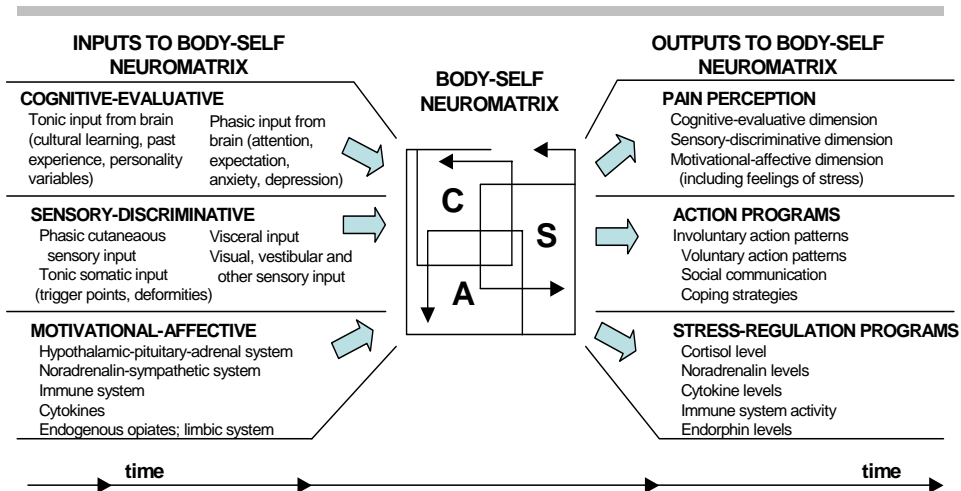 INPUTS TO BODY-SELF
NEUROMATRIX
COGNITIVE-EVALUATIVE
Tonic input from brain
(cultural learning, past
experience, personality
variables)
Phasic input from
brain (attention,
expectation,
anxiety, depression)
SENSORY-DISCRIMINATIVE
Phasic cutaneaous
sensory input
Tonic somatic input
(trigger points, deformities)
Visceral input
Visual, vestibular and
other sensory input
MOTIVATIONAL-AFFECTIVE
Hypothalamic-pituitary-adrenal system
Noradrenalin-sympathetic system
Immune system
Cytokines
Endogenous opiates; limbic system
BODY-SELF
NEUROMATRIX
C
S
A
OUTPUTS TO BODY-SELF
NEUROMATRIX
PAIN PERCEPTION
Cognitive-evaluative dimension
Sensory-discriminative dimension
Motivational-affective dimension
(including feelings of stress)
ACTION PROGRAMS
Involuntary action patterns
Voluntary action patterns
Social communication
Coping strategies
STRESS-REGULATION PROGRAMS
Cortisol level
Noradrenalin levels
Cytokine levels
Immune system activity
Endorphin levels
time
time